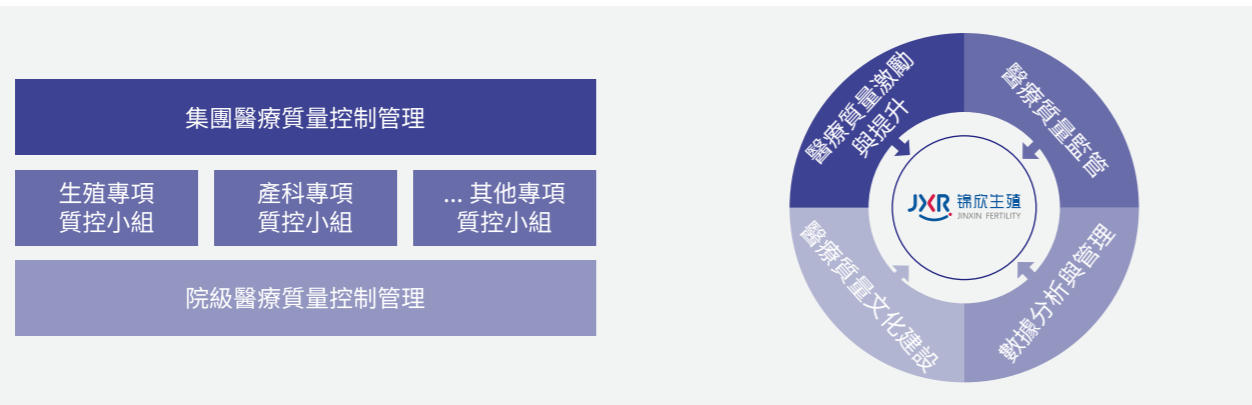 集團醫療質量控制管理
生殖專項
質控小組
產科專項
質控小組
... 其他專項
質控小組
院級醫療質量控制管理
醫療質量激勵
與提升
醫療質量監管
JXR 锦欣生殖
JINXIN FERTILITY
醫療質量文化建設
數據分析與管理